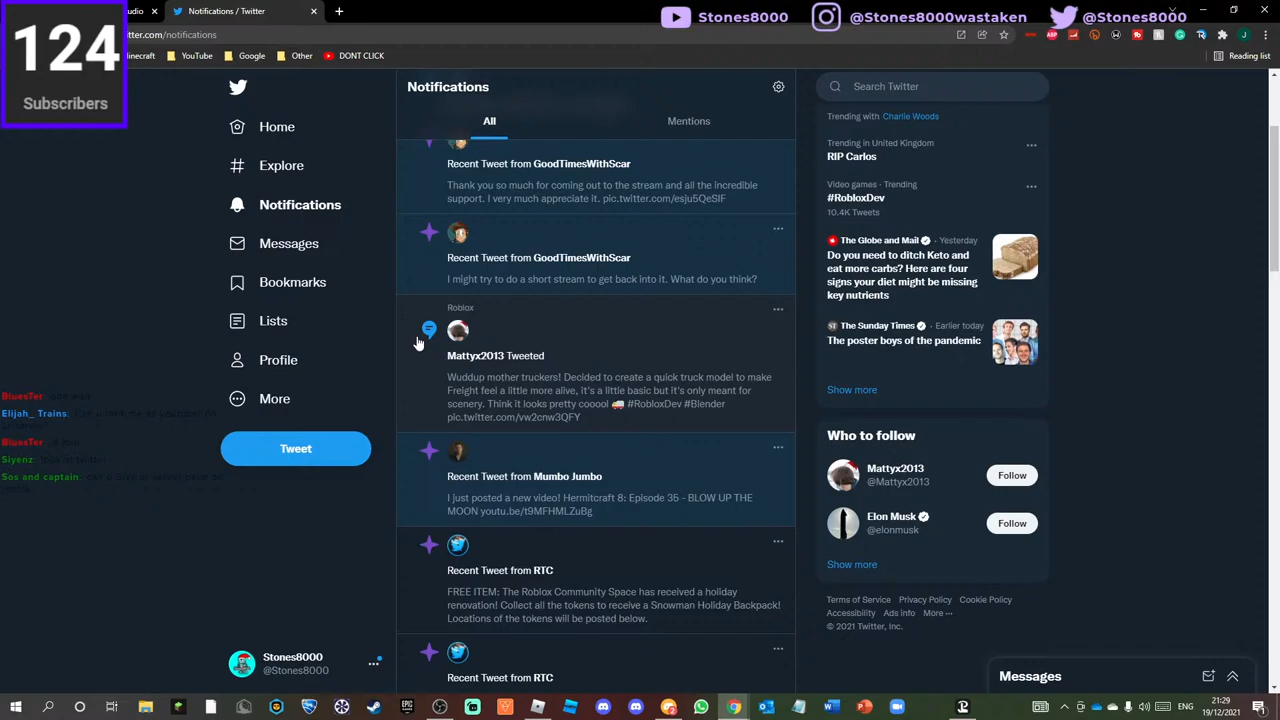 124
Subscribers
Stones8000
@Stones8000wastaken
@Stones8000
Notifications / Twitter
tter.com/notifications
YouTube
Google
Other
DONT CLICK
Reading list
Home
Explore
Notifications
Messages
Bookmarks
Lists
Profile
More
Tweet
Stones8000
@Stones8000
BluesTer:
Elijah_ Trains:
BluesTer
Siyenz:
Sos and captain:
Notifications
All
Mentions
Recent Tweet from GoodTimesWithScar
Thank you so much for coming out to the stream and all the incredible
support. I very much appreciate it. pic.twitter.com/esju5QeSIF
Recent Tweet from GoodTimesWithScar
I might try to do a short stream to get back into it. What do you think?
Roblox
Mattyx2013 Tweeted
Wuddup mother truckers! Decided to create a quick truck model to make
Freight feel a little more alive, it's a little basic but it's only meant for
scenery. Think it looks pretty cooool 🚚 #RobloxDev #Blender
pic.twitter.com/vw2cnw3QFY
Recent Tweet from Mumbo Jumbo
I just posted a new video! Hermitcraft 8: Episode 35 - BLOW UP THE
MOON youtu.be/t9MFHMLZuBg
Recent Tweet from RTC
FREE ITEM: The Roblox Community Space has received a holiday
renovation! Collect all the tokens to receive a Snowman Holiday Backpack!
Locations of the tokens will be posted below.
Recent Tweet from RTC
Search Twitter
Trending with Charlie Woods
Trending in United Kingdom
RIP Carlos
Video games · Trending
#RobloxDev
10.4K Tweets
The Globe and Mail · Yesterday
Do you need to ditch Keto and
eat more carbs? Here are four
signs your diet might be missing
key nutrients
The Sunday Times · Earlier today
The poster boys of the pandemic
Show more
Who to follow
Mattyx2013
@Mattyx2013
Follow
Elon Musk
@elonmusk
Follow
Show more
Terms of Service Privacy Policy Cookie Policy
Accessibility Ads info More ···
© 2021 Twitter, Inc.
Messages
21:29
19/12/2021